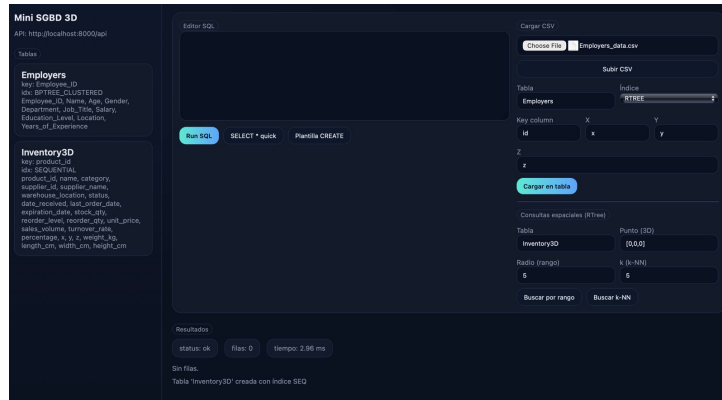 Mini SGBD 3D
API: http://localhost:8000/api
Tablas
Employers
key: Employee_ID
idx: BPTREE_CLUSTERED
Employee_ID, Name, Age, Gender,
Department, Job_Title, Salary,
Education_Level, Location,
Years_of_Experience
Inventory3D
key: product_id
idx: SEQUENTIAL
product_id, name, category,
supplier_id, supplier_name,
warehouse_location, status,
date_received, last_order_date,
expiration_date, stock_qty,
reorder_level, reorder_qty, unit_price,
sales_volume, turnover_rate,
percentage, x, y, z, weight_kg,
length_cm, width_cm, height_cm
Editor SQL
Run SQL
SELECT * quick
Plantilla CREATE
Cargar CSV
Choose File Employers_data.csv
Subir CSV
Tabla Índice
Employers RTREE
Key column X Y
id x y
Z
z
Cargar en tabla
Consultas espaciales (RTree)
Tabla Punto (3D)
Inventory3D [0,0,0]
Radio (rango) k (k-NN)
5 5
Buscar por rango Buscar k-NN
Resultados
status: ok filas: 0 tiempo: 2.96 ms
Sin filas.
Tabla 'Inventory3D' creada con índice SEQ